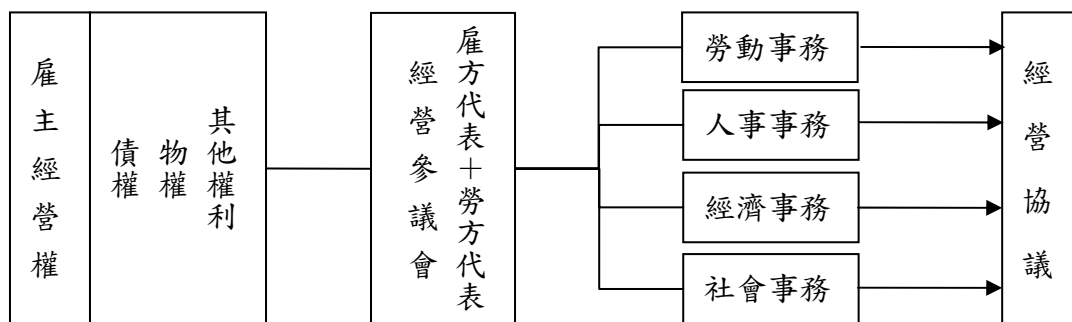 雇主經營權
其他權利
物權
債權
雇方代表＋勞方代表
經營參議會
勞動事務
人事事務
經濟事務
社會事務
經營協議